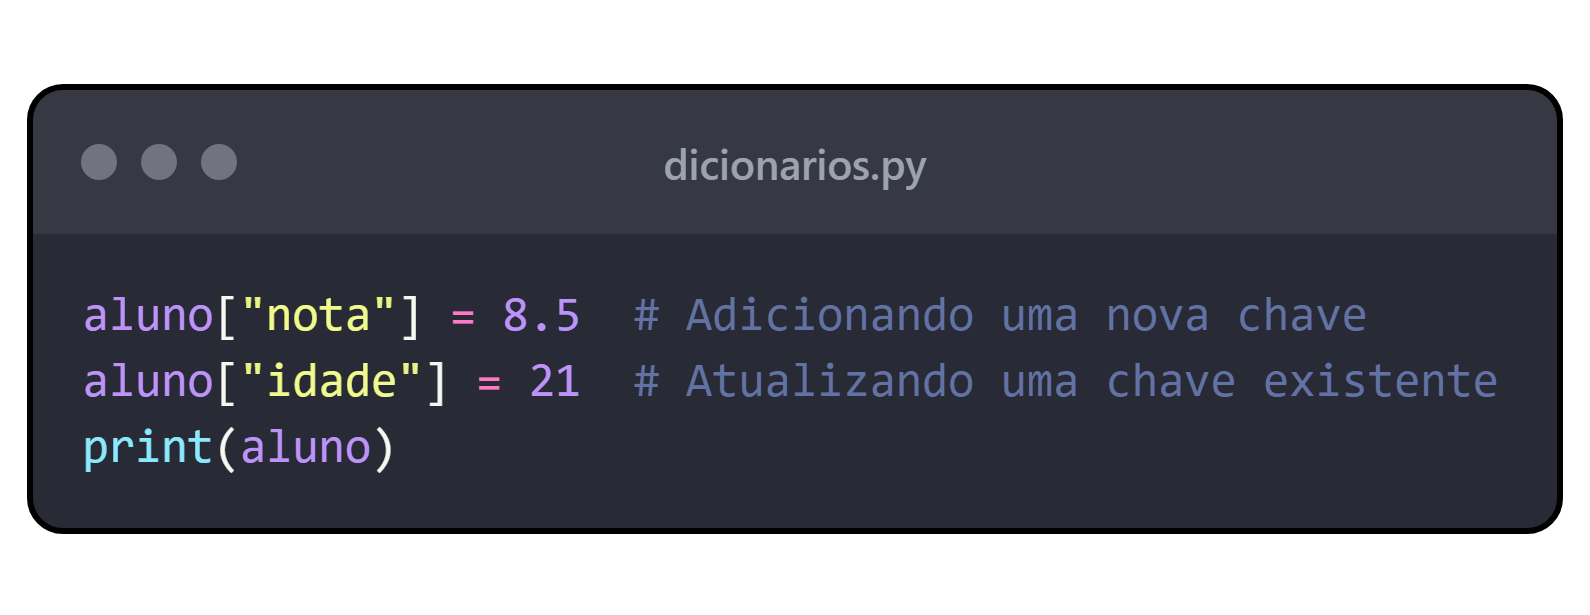 dicionarios.py
aluno["nota"] = 8.5  # Adicionando uma nova chave
aluno["idade"] = 21  # Atualizando uma chave existente
print(aluno)